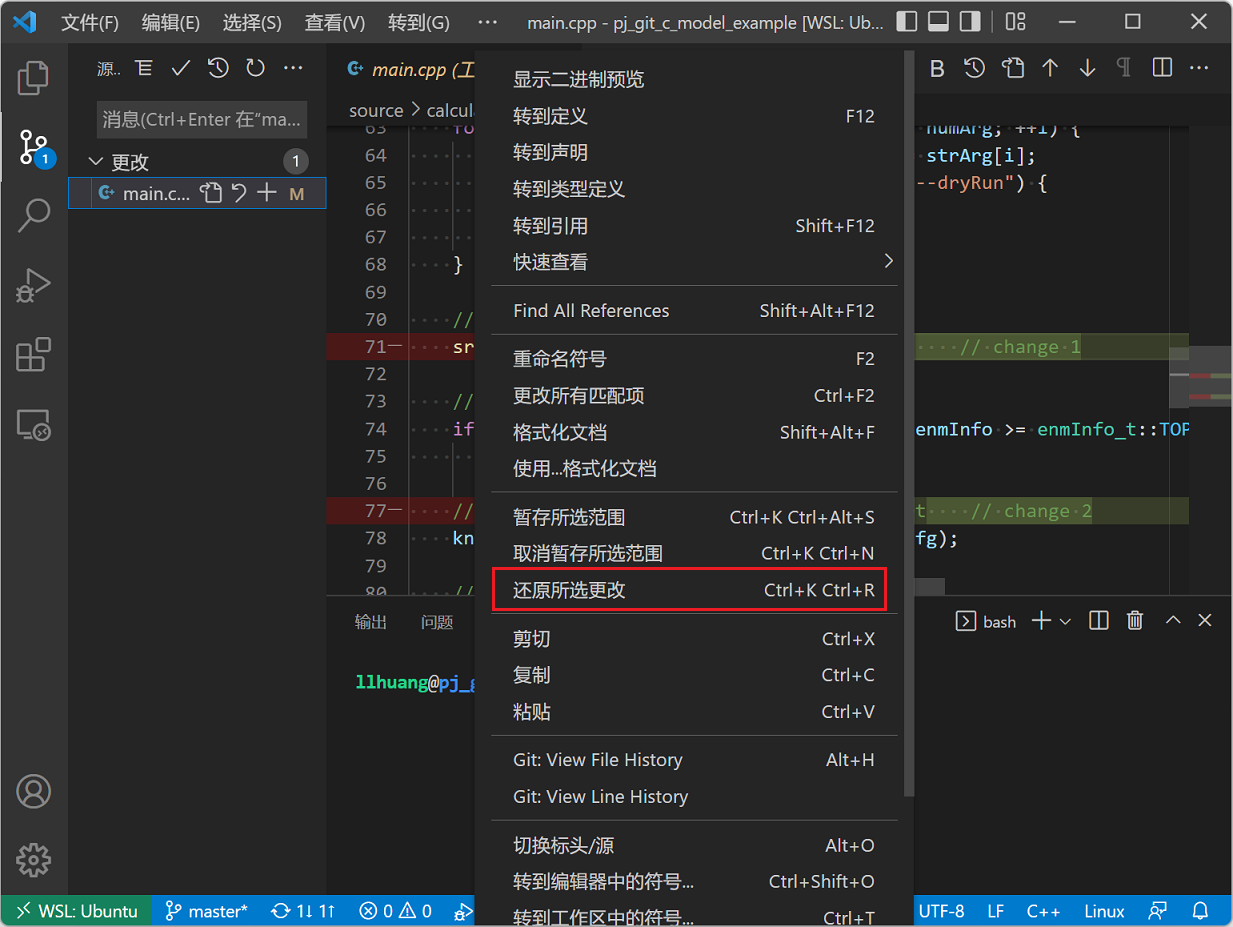 文件(F) 编辑(E) 选择(S) 查看(V) 转到(G) ··· main.cpp - pj_git_c_model_example [WSL: Ub...
源..
消息(Ctrl+Enter 在“ma...
更改 1
main.c... M
1
main.cpp (工
source > calcul
63 fo numArg; ++i) {
64 strArg[i];
65 --dryRun") {
66
67
68 }
69
70 //
71 sr // change 1
72
73 //
74 if enmInfo >= enmInfo_t::TOP
75
76
77 // t // change 2
78 kn fg);
79
80 //
显示二进制预览
转到定义 F12
转到声明
转到类型定义
转到引用 Shift+F12
快速查看
Find All References Shift+Alt+F12
重命名符号 F2
更改所有匹配项 Ctrl+F2
格式化文档 Shift+Alt+F
使用...格式化文档
暂存所选范围 Ctrl+K Ctrl+Alt+S
取消暂存所选范围 Ctrl+K Ctrl+N
还原所选更改 Ctrl+K Ctrl+R
剪切 Ctrl+X
复制 Ctrl+C
粘贴 Ctrl+V
Git: View File History Alt+H
Git: View Line History
切换标头/源 Alt+O
转到编辑器中的符号... Ctrl+Shift+O
转到工作区中的符号... Ctrl+T
输出 问题
bash
llhuang@pj_g
WSL: Ubuntu master* 1↓ 1↑ 0 0 UTF-8 LF C++ Linux